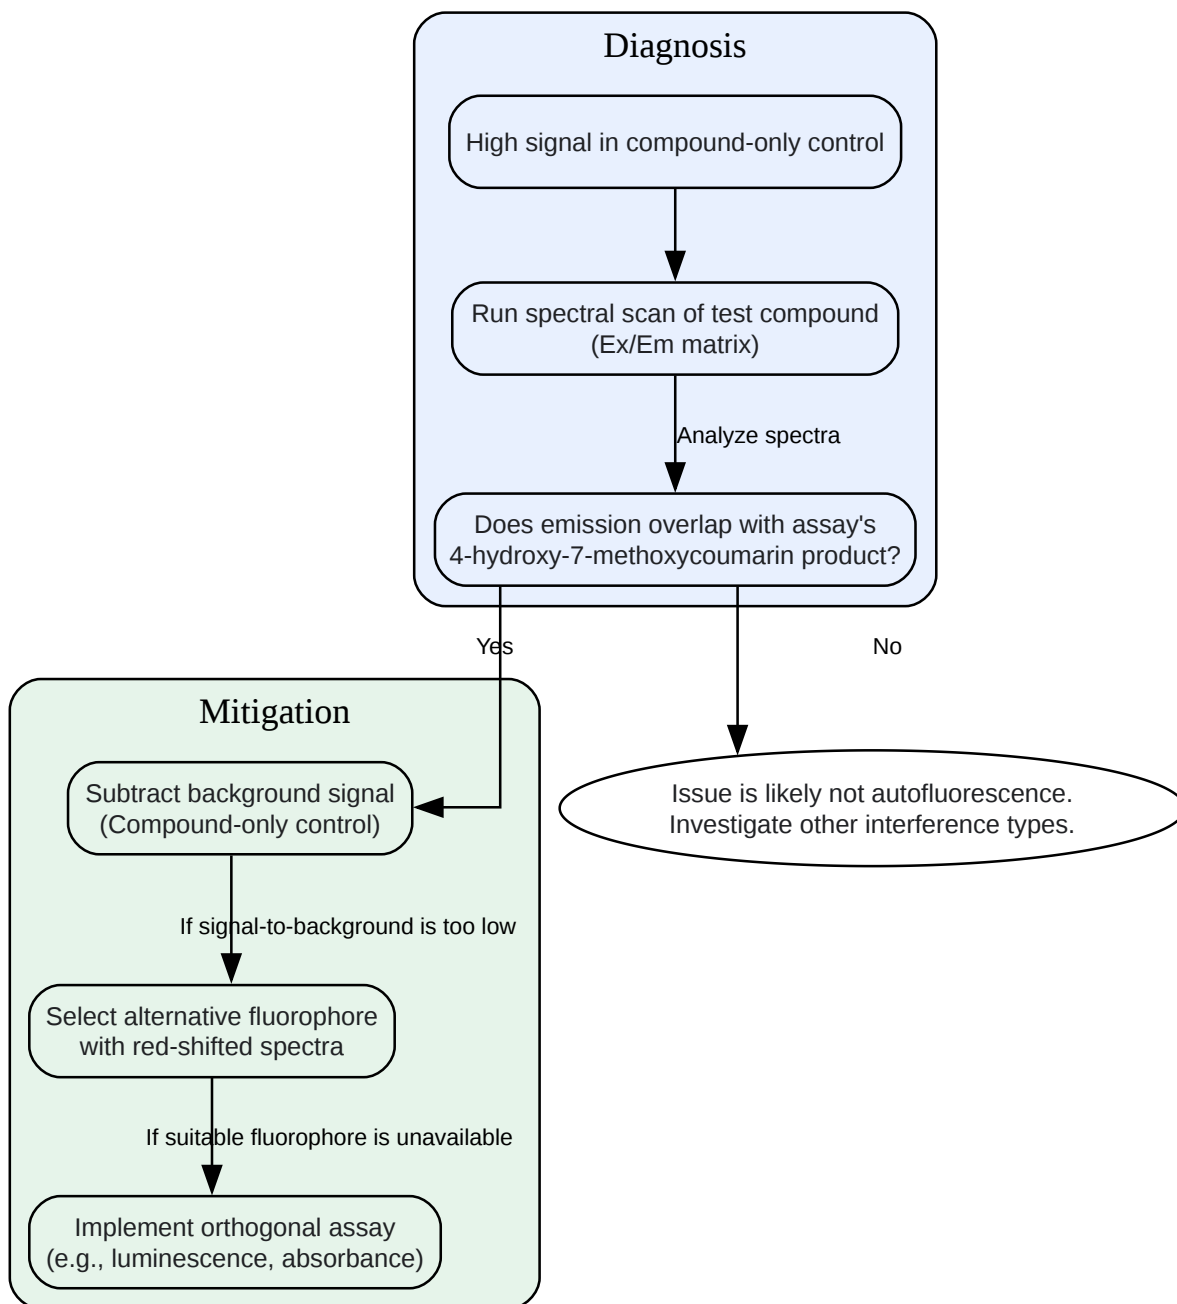 Diagnosis
High signal in compound-only control
Run spectral scan of test compound
(Ex/Em matrix)
Analyze spectra
Does emission overlap with assay's
4-hydroxy-7-methoxycoumarin product?
Yes
No
Mitigation
Subtract background signal
(Compound-only control)
Issue is likely not autofluorescence.
Investigate other interference types.
If signal-to-background is too low
Select alternative fluorophore
with red-shifted spectra
If suitable fluorophore is unavailable
Implement orthogonal assay
(e.g., luminescence, absorbance)